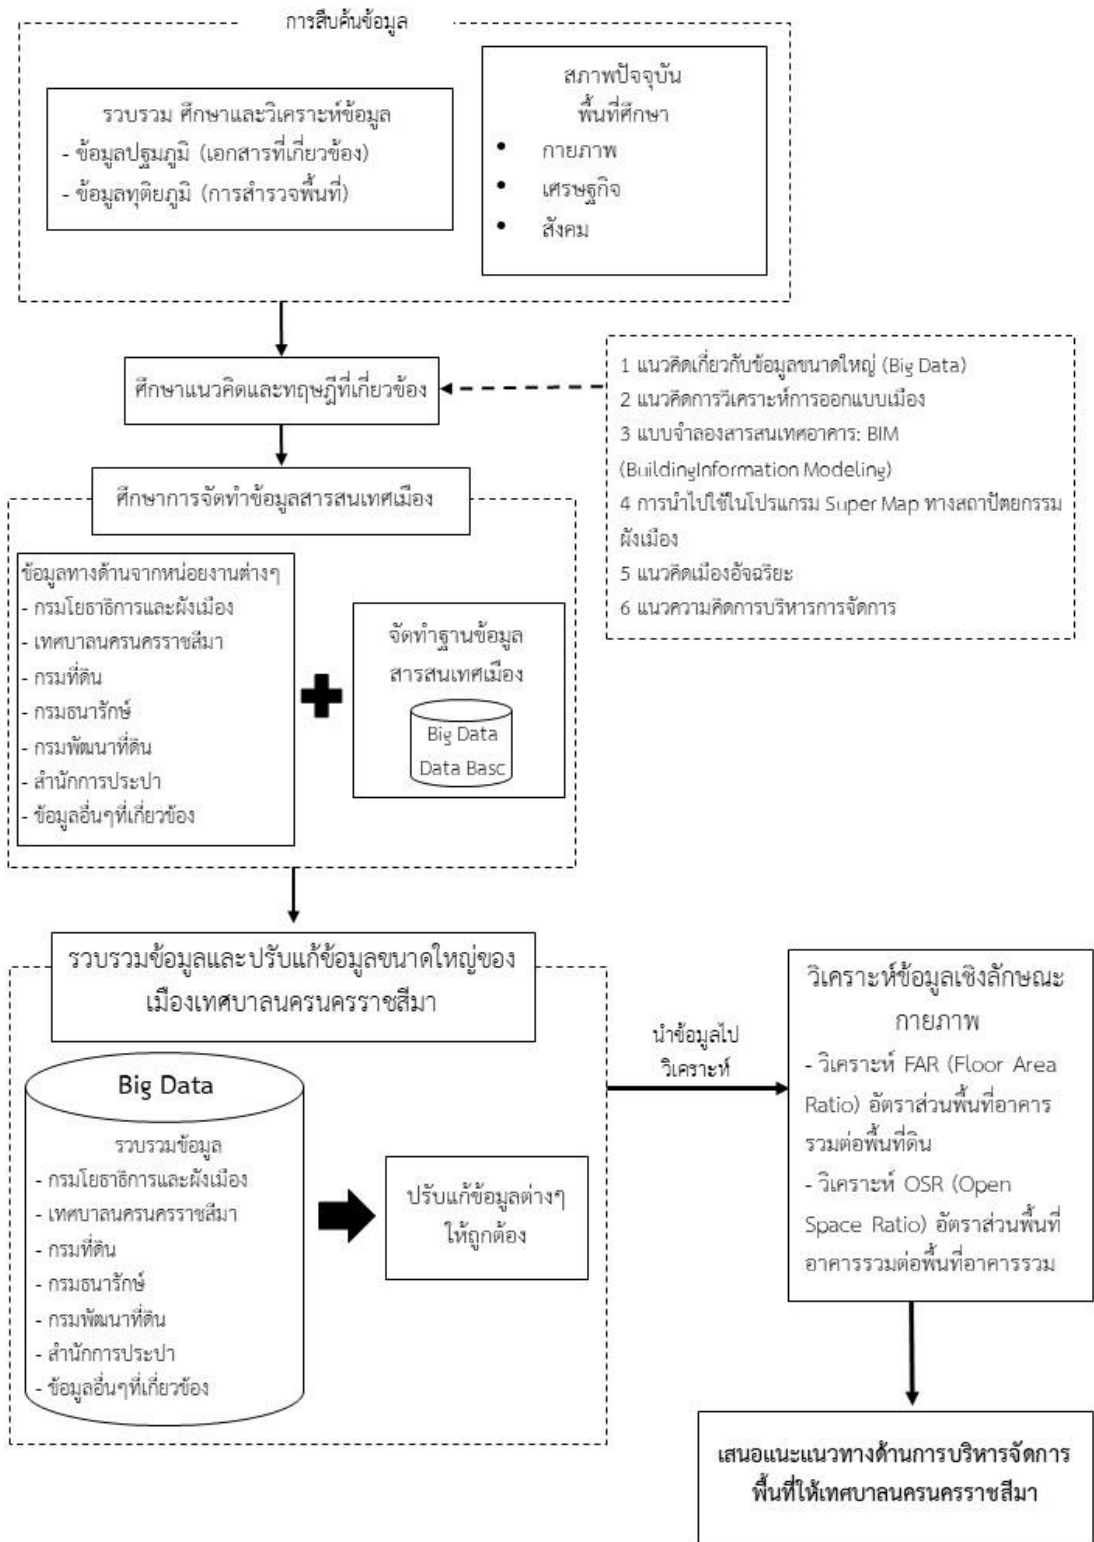 การสืบค้นข้อมูล
รวบรวม ศึกษาและวิเคราะห์ข้อมูล
- ข้อมูลปฐมภูมิ (เอกสารที่เกี่ยวข้อง)
- ข้อมูลทุติยภูมิ (การสำรวจพื้นที่)
สภาพปัจจุบัน
พื้นที่ศึกษา
• กายภาพ
• เศรษฐกิจ
• สังคม
ศึกษาแนวคิดและทฤษฎีที่เกี่ยวข้อง
1 แนวคิดเกี่ยวกับข้อมูลขนาดใหญ่ (Big Data)
2 แนวคิดการวิเคราะห์การออกแบบเมือง
3 แบบจำลองสารสนเทศอาคาร: BIM
(BuildingInformation Modeling)
4 การนำไปใช้ในโปรแกรม Super Map ทางสถาปัตยกรรม
ผังเมือง
5 แนวคิดเมืองอัจฉริยะ
6 แนวความคิดการบริหารการจัดการ
ศึกษาการจัดทำข้อมูลสารสนเทศเมือง
ข้อมูลทางด้านจากหน่อยงานต่างๆ
- กรมโยธาธิการและผังเมือง
- เทศบาลนครนครราชสีมา
- กรมที่ดิน
- กรมธนารักษ์
- กรมพัฒนาที่ดิน
- สำนักการประปา
- ข้อมูลอื่นๆที่เกี่ยวข้อง
จัดทำฐานข้อมูล
สารสนเทศเมือง
Big Data
Data Basc
รวบรวมข้อมูลและปรับแก้ข้อมูลขนาดใหญ่ของ
เมืองเทศบาลนครนครราชสีมา
Big Data
รวบรวมข้อมูล
- กรมโยธาธิการและผังเมือง
- เทศบาลนครนครราชสีมา
- กรมที่ดิน
- กรมธนารักษ์
- กรมพัฒนาที่ดิน
- สำนักการประปา
- ข้อมูลอื่นๆที่เกี่ยวข้อง
ปรับแก้ข้อมูลต่างๆ
ให้ถูกต้อง
นำข้อมูลไป
วิเคราะห์
วิเคราะห์ข้อมูลเชิงลักษณะ
กายภาพ
- วิเคราะห์ FAR (Floor Area
Ratio) อัตราส่วนพื้นที่อาคาร
รวมต่อพื้นที่ดิน
- วิเคราะห์ OSR (Open
Space Ratio) อัตราส่วนพื้นที่
อาคารรวมต่อพื้นที่อาคารรวม
เสนอแนะแนวทางด้านการบริหารจัดการ
พื้นที่ให้เทศบาลนครนครราชสีมา